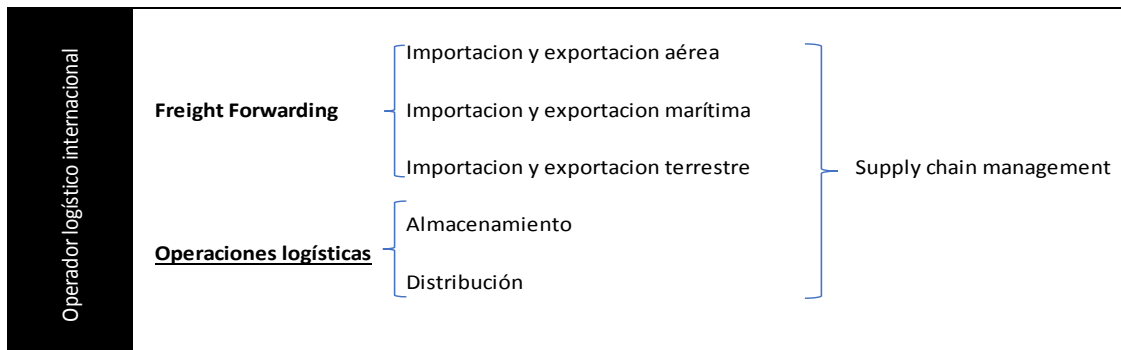 Operador logístico internacional
Freight Forwarding
Importacion y exportacion aérea
Importacion y exportacion marítima
Importacion y exportacion terrestre
Operaciones logísticas
Almacenamiento
Distribución
Supply chain management